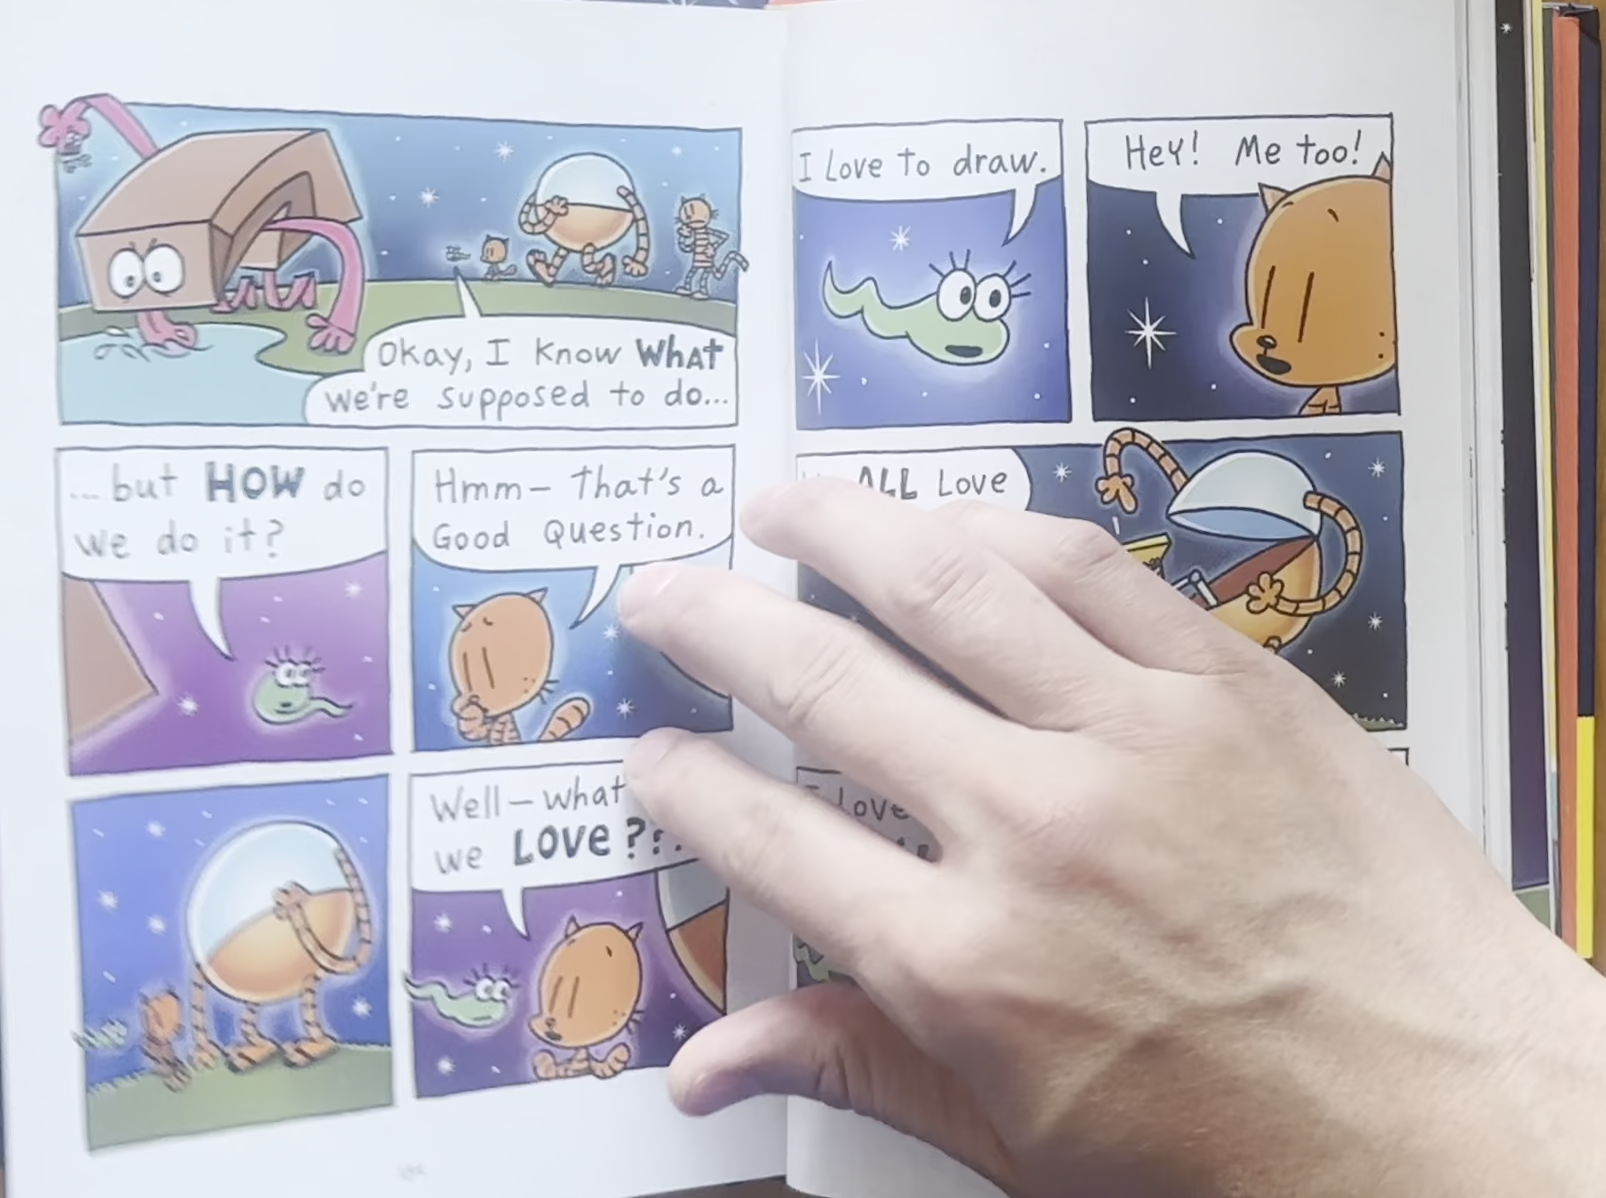 Okay, I Know WHAT
we're supposed to do...
...but HOW do
we do it?
Hmm— that's a
Good Question.
Well—what
we LOVE??
I Love to draw.
Hey! Me too!
ALL Love
I Love